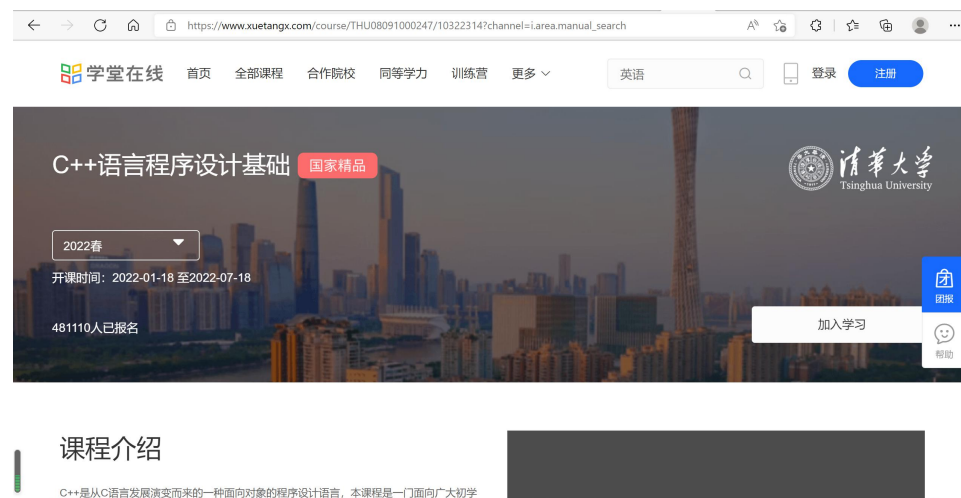 https://www.xuetangx.com/course/THU08091000247/10322314?channel=i.area.manual_search
学堂在线 首页 全部课程 合作院校 同等学力 训练营 更多 英语 登录 注册
C++语言程序设计基础 国家精品
清华大学
Tsinghua University
2022春
开课时间：2022-01-18 至2022-07-18
团
团报
481110人已报名
加入学习
帮助
课程介绍
C++是从C语言发展演变而来的一种面向对象的程序设计语言，本课程是一门面向广大初学